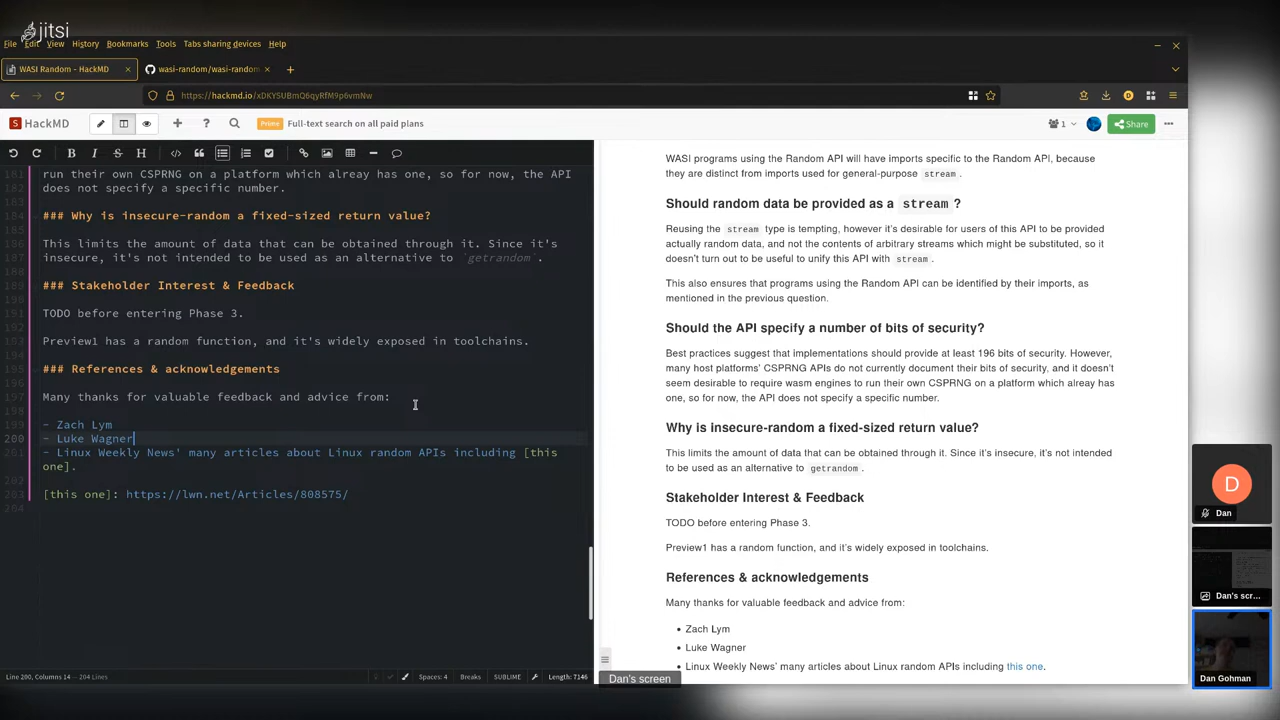 jitsi
File Edit View History Bookmarks Tools Tabs sharing devices Help
WASI Random - HackMD
wasi-random/wasi-random
https://hackmd.io/xDKYSUBmQ6qyRfM9p6vmNw
HackMD
Prime Full-text search on all paid plans
1
Share
181 run their own CSPRNG on a platform which alreay has one, so for now, the API
does not specify a specific number.
### Why is insecure-random a fixed-sized return value?
This limits the amount of data that can be obtained through it. Since it's
insecure, it's not intended to be used as an alternative to `getrandom`.
### Stakeholder Interest & Feedback
TODO before entering Phase 3.
Preview1 has a random function, and it's widely exposed in toolchains.
### References & acknowledgements
Many thanks for valuable feedback and advice from:
- Zach Lym
200 - Luke Wagner
- Linux Weekly News' many articles about Linux random APIs including [this
one].
[this one]: https://lwn.net/Articles/808575/
204
Line 200, Columns 14 — 204 Lines
Spaces: 4 Breaks SUBLIME Length: 7146
WASI programs using the Random API will have imports specific to the Random API, because
they are distinct from imports used for general-purpose stream.
Should random data be provided as a stream?
Reusing the stream type is tempting, however it's desirable for users of this API to be provided
actually random data, and not the contents of arbitrary streams which might be substituted, so it
doesn't turn out to be useful to unify this API with stream.
This also ensures that programs using the Random API can be identified by their imports, as
mentioned in the previous question.
Should the API specify a number of bits of security?
Best practices suggest that implementations should provide at least 196 bits of security. However,
many host platforms' CSPRNG APIs do not currently document their bits of security, and it doesn't
seem desirable to require wasm engines to run their own CSPRNG on a platform which alreay has
one, so for now, the API does not specify a specific number.
Why is insecure-random a fixed-sized return value?
This limits the amount of data that can be obtained through it. Since it's insecure, it's not intended
to be used as an alternative to getrandom.
Stakeholder Interest & Feedback
TODO before entering Phase 3.
Preview1 has a random function, and it's widely exposed in toolchains.
References & acknowledgements
Many thanks for valuable feedback and advice from:
• Zach Lym
• Luke Wagner
• Linux Weekly News' many articles about Linux random APIs including this one.
Dan's screen
D
Dan
Dan's scr...
Dan Gohman